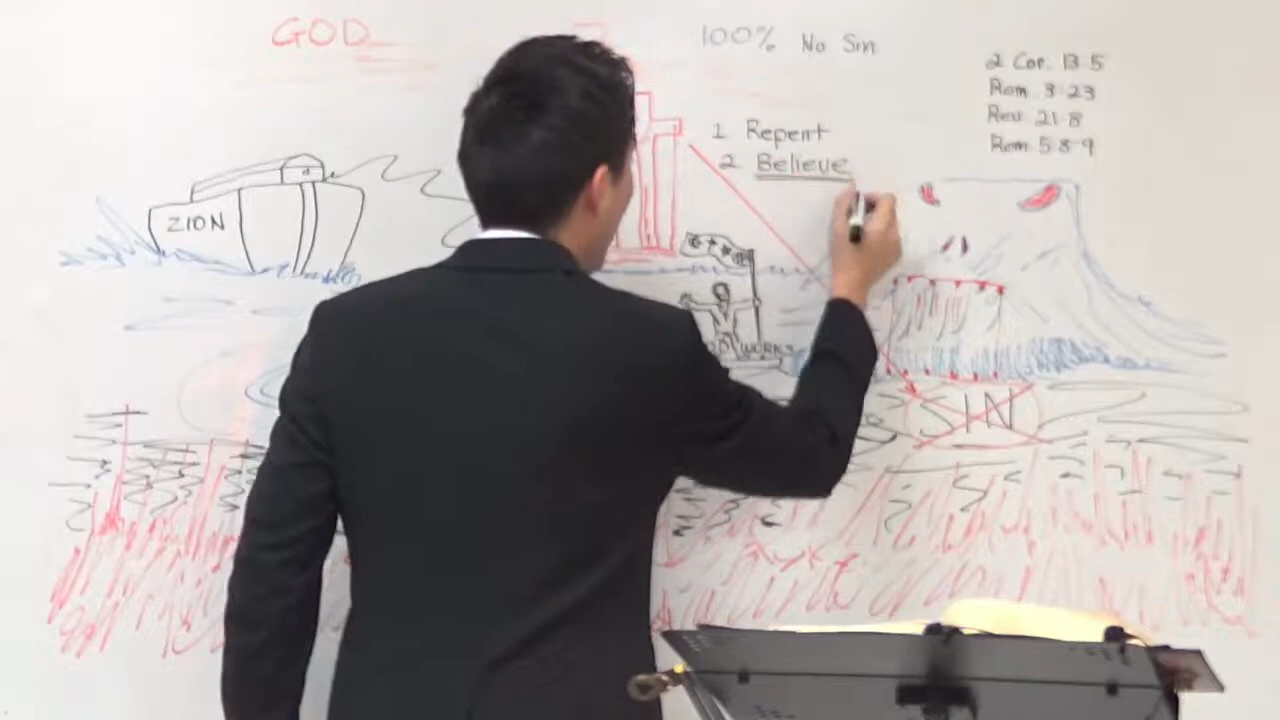 GOD
100% No Sin
2 Cor. 13:5
Rom 3:23
Rev. 21:8
Rom 5:8-9
1 Repent
2 Believe
ZION
WORKS
SIN